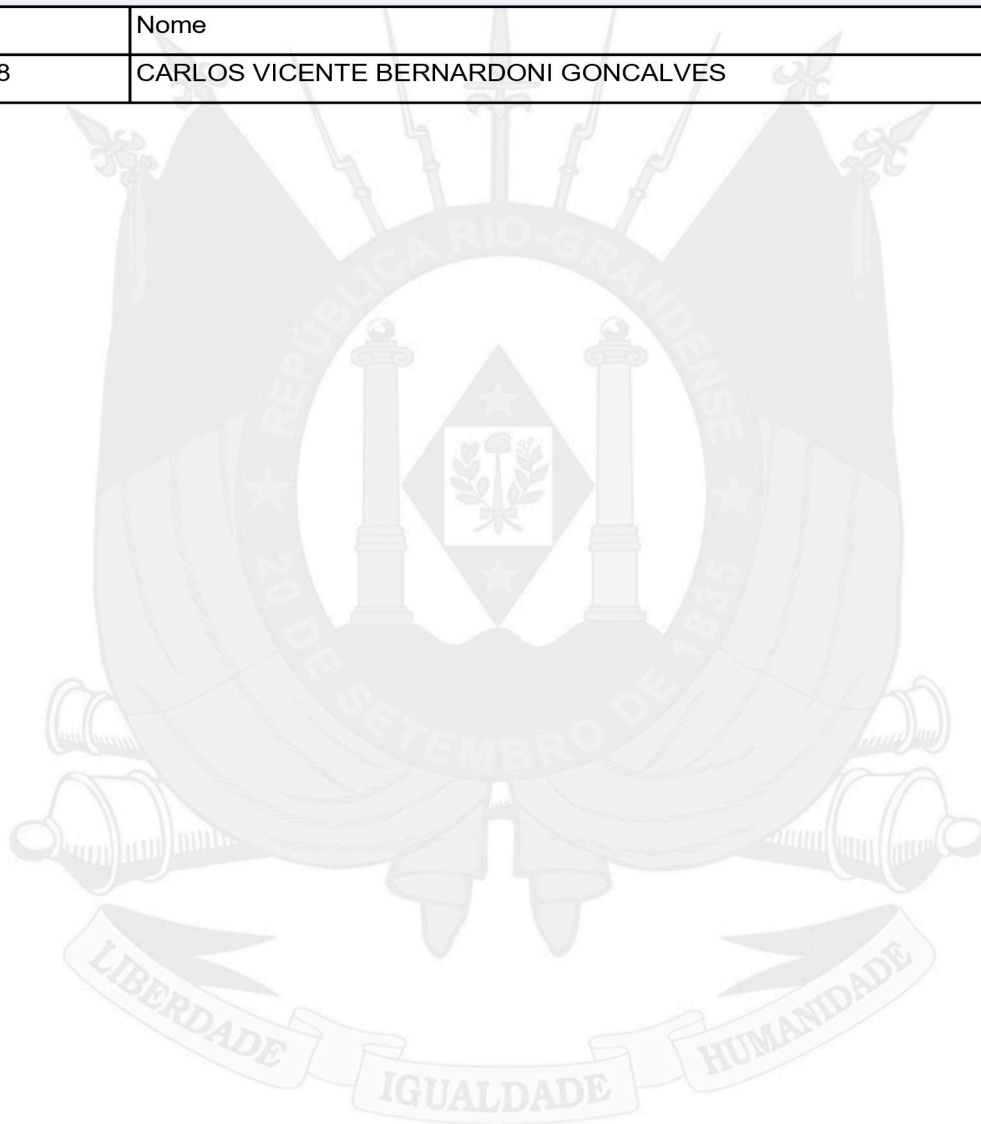 Nome
8 CARLOS VICENTE BERNARDONI GONCALVES
REPÚBLICA RIO-GRANDENSE
20 DE SETEMBRO DE 1835
LIBERDADE
IGUALDADE
HUMANIDADE